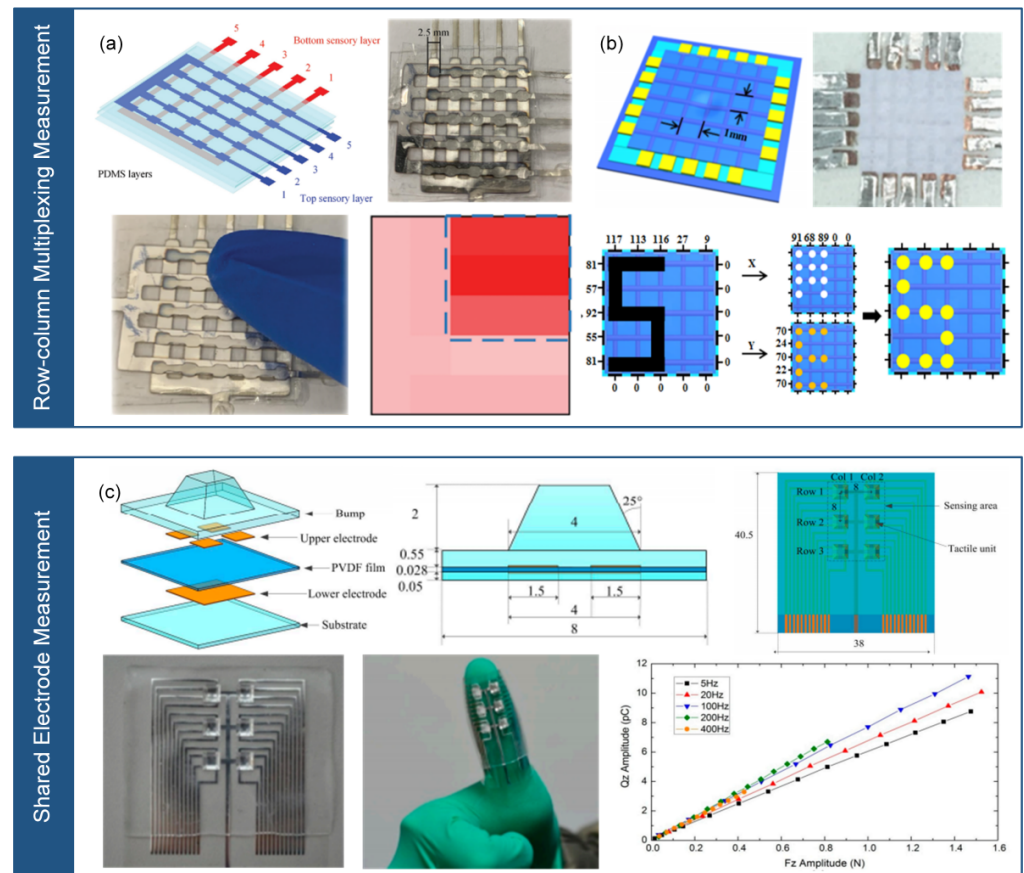 Row-column Multiplexing Measurement
(a)
5
4
3
2
1
Bottom sensory layer
5
4
3
2
1
Top sensory layer
PDMS layers
2.5 mm
(b)
1mm
117 113 116 27 9
81
57
92
55
81
0
0
0
0
0
0 0 0 0 0
X
Y
91 68 89 0 0
70
24
70
22
70
Shared Electrode Measurement
(c)
Bump
Upper electrode
PVDF film
Lower electrode
Substrate
2
0.55
0.028
0.05
25°
4
1.5
1.5
4
8
Col 1
Col 2
8
Row 1
8
Row 2
Row 3
Sensing area
Tactile unit
40.5
38
Qz Amplitude (pC)
12
10
8
6
4
2
0
5Hz
20Hz
100Hz
200Hz
400Hz
0.0 0.2 0.4 0.6 0.8 1.0 1.2 1.4 1.6
Fz Amplitude (N)